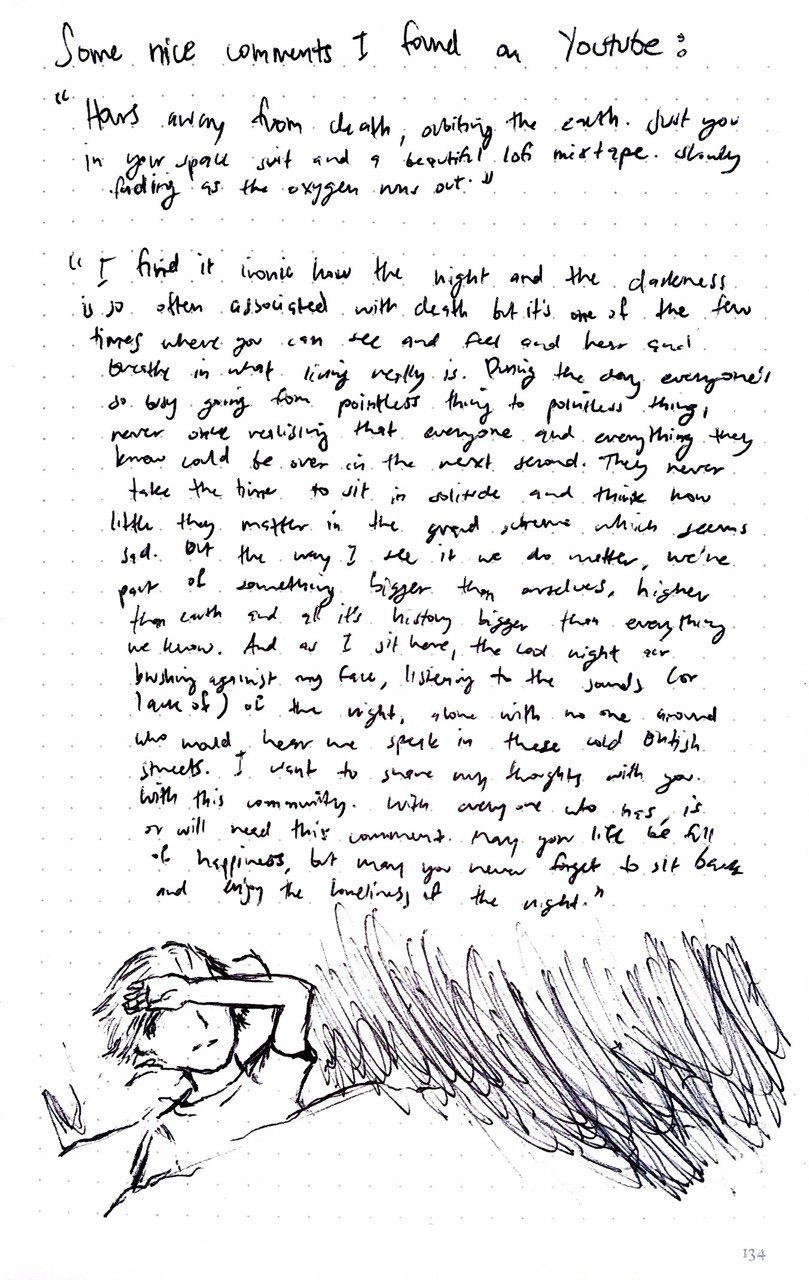 Some nice comments I found on Youtube:
"Hours away from death, orbiting the earth. Just you
in your space suit and a beautiful lofi mixtape. slowly
fading as the oxygen runs out."
"I find it ironic how the night and the darkness
is so often associated with death but it's one of the few
times where you can see and feel and hear and
breathe in what living really is. During the day everyone's
so busy going from pointless thing to pointless thing,
never once realising that everyone and everything they
know could be over in the next second. They never
take the time to sit in solitude and think how
little they matter in the grand scheme which seems
sad. But the way I see it we do matter, we're
part of something bigger than ourselves, higher
than earth and all it's history bigger than everything
we know. And as I sit here, the cool night air
brushing against my face, listening to the sounds (or
lack of) of the night, alone with no one around
who would hear me speak in these cold British
streets. I want to share my thoughts with you.
With this community. With everyone who has, is
or will read this comment. May your life be full
of happiness, but may you never forget to sit back
and enjoy the loneliness of the night."
134